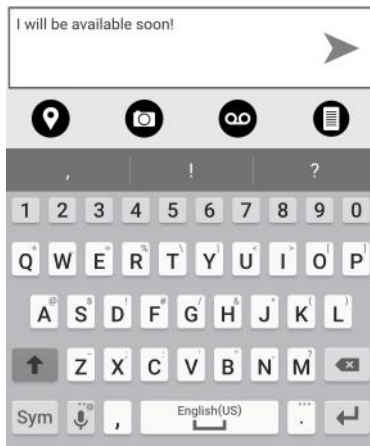 I will be available soon!
, ! ?
1 2 3 4 5 6 7 8 9 0
Q W E R T Y U I O P
A S D F G H J K L
Z X C V B N M
Sym , English(US) .